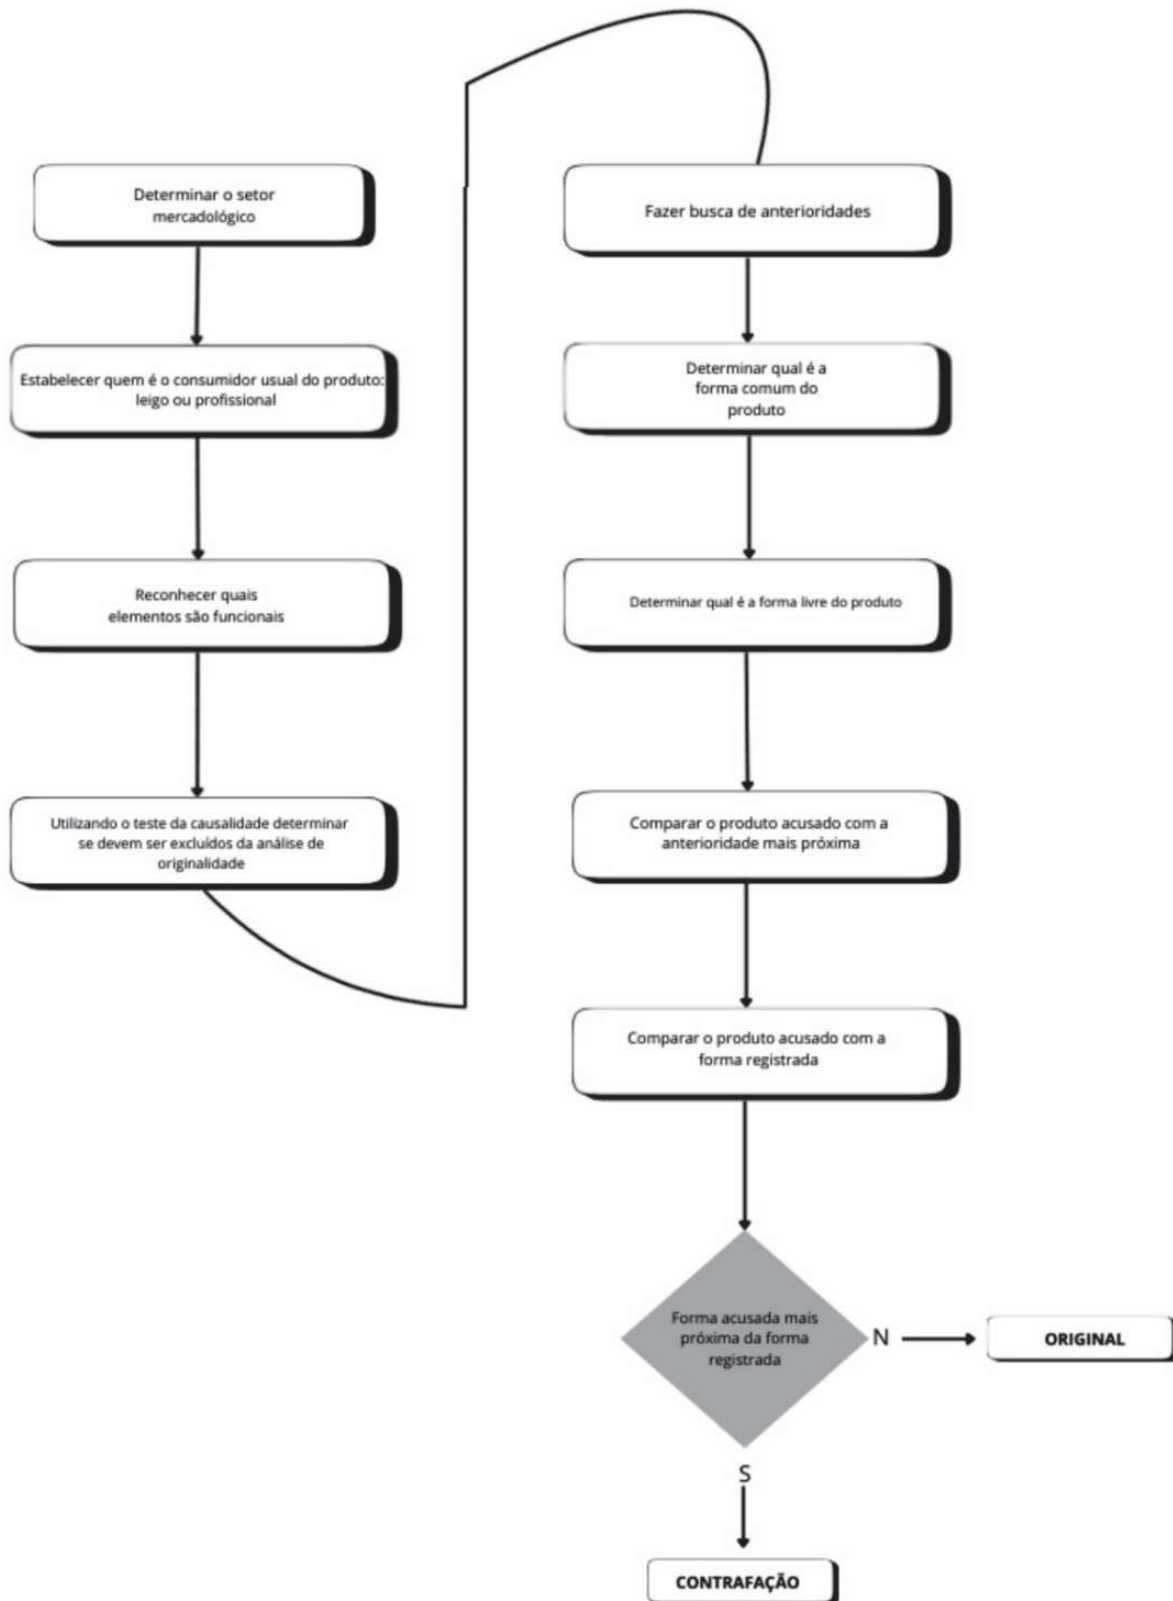 Determinar o setor
mercadológico
Estabelecer quem é o consumidor usual do produto:
leigo ou profissional
Reconhecer quais
elementos são funcionais
Utilizando o teste da causalidade determinar
se devem ser excluídos da análise de
originalidade
Fazer busca de anterioridades
Determinar qual é a
forma comum do
produto
Determinar qual é a forma livre do produto
Comparar o produto acusado com a
anterioridade mais próxima
Comparar o produto acusado com a
forma registrada
Forma acusada mais
próxima da forma
registrada
N
ORIGINAL
S
CONTRAFAÇÃO